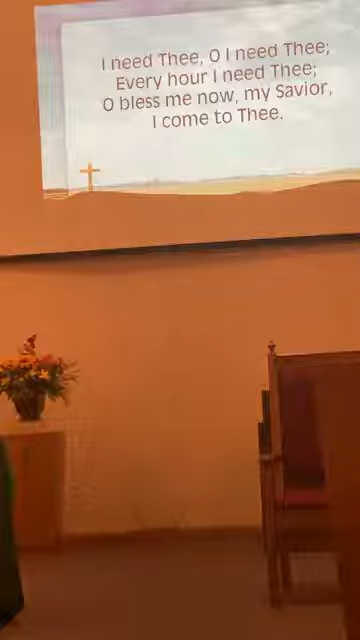 I need Thee, O I need Thee;
Every hour I need Thee;
O bless me now, my Savior,
I come to Thee.